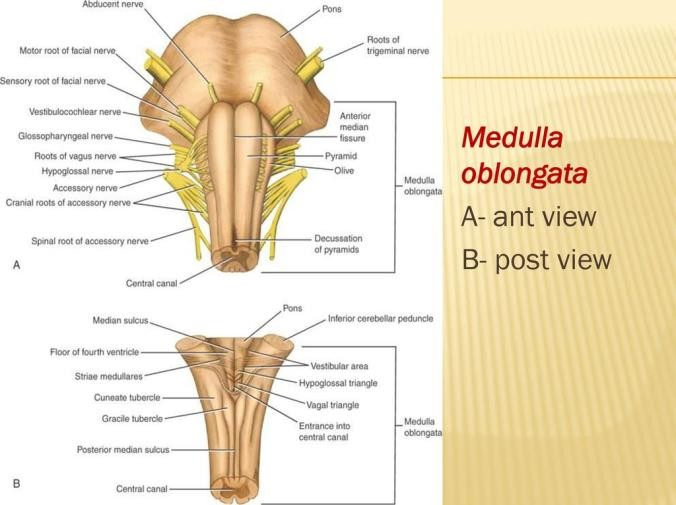 Abducent nerve
Pons
Roots of
trigeminal nerve
Motor root of facial nerve
Sensory root of facial nerve
Vestibulocochlear nerve
Anterior
median
fissure
Glossopharyngeal nerve
Roots of vagus nerve
Pyramid
Hypoglossal nerve
Olive
Accessory nerve
Medulla
oblongata
Cranial roots of accessory nerve
Spinal root of accessory nerve
Decussation
of pyramids
A
Central canal
Pons
Median sulcus
Inferior cerebellar peduncle
Floor of fourth ventricle
Vestibular area
Striae medullares
Hypoglossal triangle
Cuneate tubercle
Vagal triangle
Gracile tubercle
Entrance into
central canal
Medulla
oblongata
Posterior median sulcus
B
Central canal
Medulla
oblongata
A- ant view
B- post view